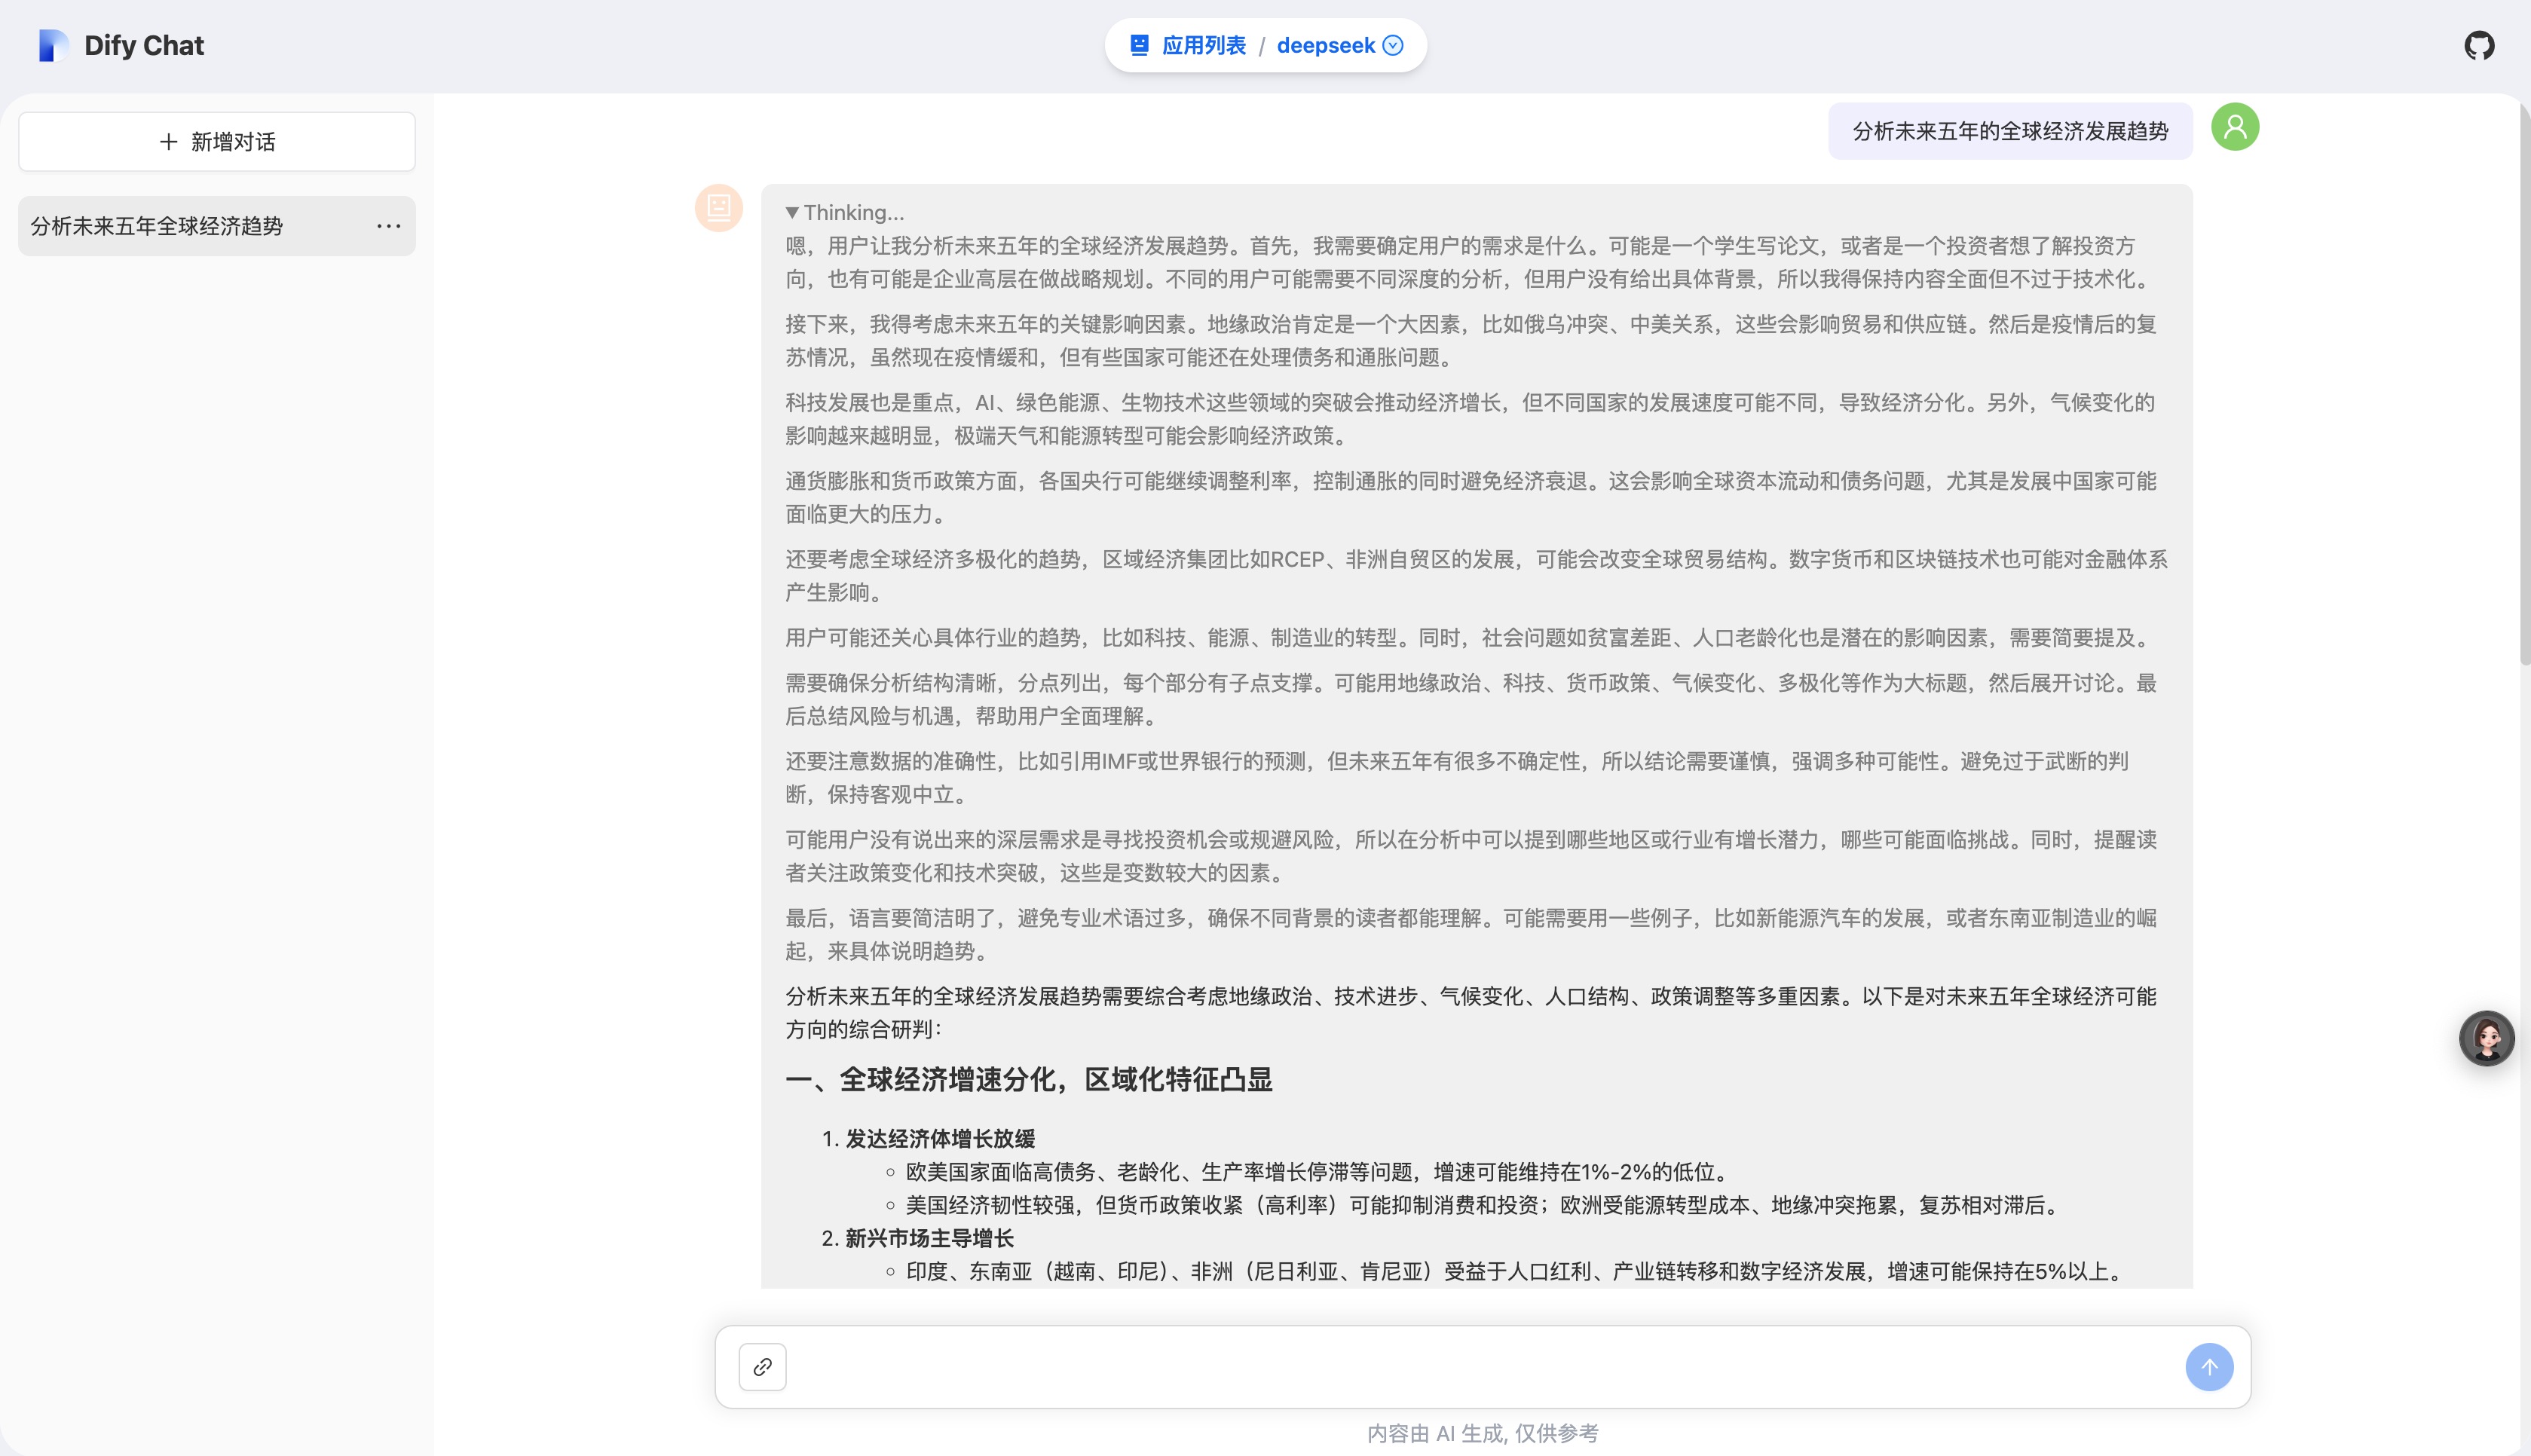 Dify Chat
应用列表 / deepseek
新增对话
分析未来五年全球经济趋势
分析未来五年的全球经济发展趋势
Thinking...
嗯，用户让我分析未来五年的全球经济发展趋势。首先，我需要确定用户的需求是什么。可能是一个学生写论文，或者是一个投资者想了解投资方
向，也有可能是企业高层在做战略规划。不同的用户可能需要不同深度的分析，但用户没有给出具体背景，所以我得保持内容全面但不过于技术化。
接下来，我得考虑未来五年的关键影响因素。地缘政治肯定是一个大因素，比如俄乌冲突、中美关系，这些会影响贸易和供应链。然后是疫情后的复
苏情况，虽然现在疫情缓和，但有些国家可能还在处理债务和通胀问题。
科技发展也是重点，AI、绿色能源、生物技术这些领域的突破会推动经济增长，但不同国家的发展速度可能不同，导致经济分化。另外，气候变化的
影响越来越明显，极端天气和能源转型可能会影响经济政策。
通货膨胀和货币政策方面，各国央行可能继续调整利率，控制通胀的同时避免经济衰退。这会影响全球资本流动和债务问题，尤其是发展中国家可能
面临更大的压力。
还要考虑全球经济多极化的趋势，区域经济集团比如RCEP、非洲自贸区的发展，可能会改变全球贸易结构。数字货币和区块链技术也可能对金融体系
产生影响。
用户可能还关心具体行业的趋势，比如科技、能源、制造业的转型。同时，社会问题如贫富差距、人口老龄化也是潜在的影响因素，需要简要提及。
需要确保分析结构清晰，分点列出，每个部分有子点支撑。可能用地缘政治、科技、货币政策、气候变化、多极化等作为大标题，然后展开讨论。最
后总结风险与机遇，帮助用户全面理解。
还要注意数据的准确性，比如引用IMF或世界银行的预测，但未来五年有很多不确定性，所以结论需要谨慎，强调多种可能性。避免过于武断的判
断，保持客观中立。
可能用户没有说出来的深层需求是寻找投资机会或规避风险，所以在分析中可以提到哪些地区或行业有增长潜力，哪些可能面临挑战。同时，提醒读
者关注政策变化和技术突破，这些是变数较大的因素。
最后，语言要简洁明了，避免专业术语过多，确保不同背景的读者都能理解。可能需要用一些例子，比如新能源汽车的发展，或者东南亚制造业的崛
起，来具体说明趋势。
分析未来五年的全球经济发展趋势需要综合考虑地缘政治、技术进步、气候变化、人口结构、政策调整等多重因素。以下是对未来五年全球经济可能
方向的综合研判：
一、全球经济增速分化，区域化特征凸显
1. 发达经济体增长放缓
欧美国家面临高债务、老龄化、生产率增长停滞等问题，增速可能维持在1%-2%的低位。
美国经济韧性较强，但货币政策收紧（高利率）可能抑制消费和投资；欧洲受能源转型成本、地缘冲突拖累，复苏相对滞后。
2. 新兴市场主导增长
印度、东南亚（越南、印尼）、非洲（尼日利亚、肯尼亚）受益于人口红利、产业链转移和数字经济发展，增速可能保持在5%以上。
内容由 AI 生成, 仅供参考